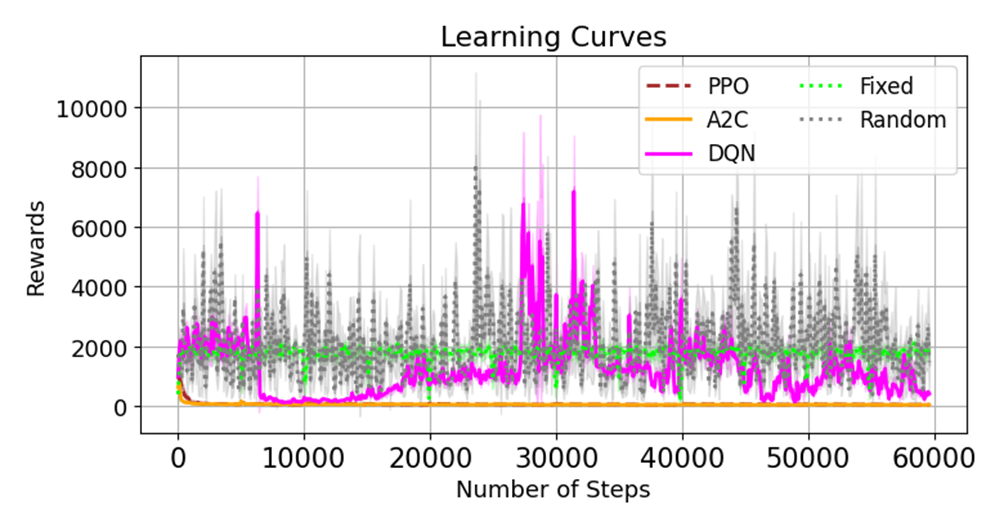 Learning Curves
PPO
A2C
DQN
Fixed
Random
Rewards
10000
8000
6000
4000
2000
0
0 10000 20000 30000 40000 50000 60000
Number of Steps